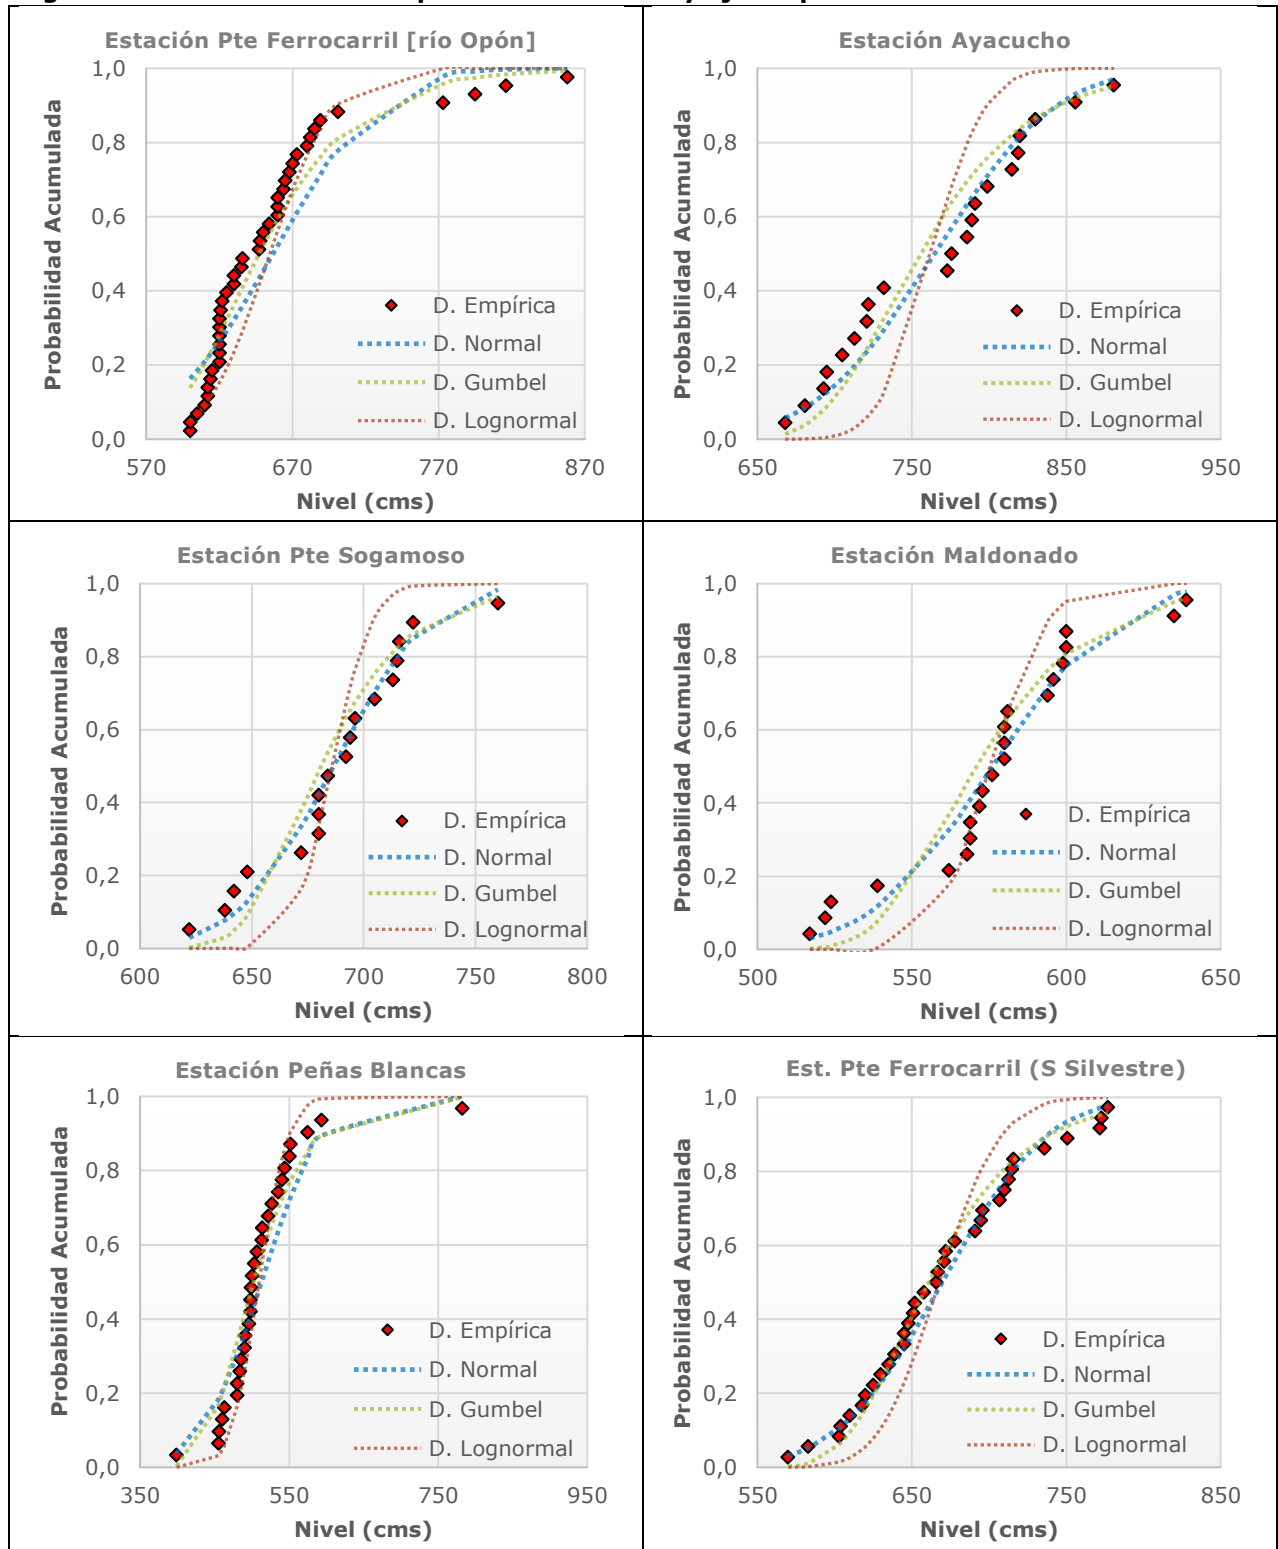 Estación Pte Ferrocarril [río Opón]
Probabilidad Acumulada
1,0
0,8
0,6
0,4
0,2
0,0
D. Empírica
D. Normal
D. Gumbel
D. Lognormal
570 670 770 870
Nivel (cms)
Estación Ayacucho
Probabilidad Acumulada
1,0
0,8
0,6
0,4
0,2
0,0
D. Empírica
D. Normal
D. Gumbel
D. Lognormal
650 750 850 950
Nivel (cms)
Estación Pte Sogamoso
Probabilidad Acumulada
1,0
0,8
0,6
0,4
0,2
0,0
D. Empírica
D. Normal
D. Gumbel
D. Lognormal
600 650 700 750 800
Nivel (cms)
Estación Maldonado
Probabilidad Acumulada
1,0
0,8
0,6
0,4
0,2
0,0
D. Empírica
D. Normal
D. Gumbel
D. Lognormal
500 550 600 650
Nivel (cms)
Estación Peñas Blancas
Probabilidad Acumulada
1,0
0,8
0,6
0,4
0,2
0,0
D. Empírica
D. Normal
D. Gumbel
D. Lognormal
350 550 750 950
Nivel (cms)
Est. Pte Ferrocarril (S Silvestre)
Probabilidad Acumulada
1,0
0,8
0,6
0,4
0,2
0,0
D. Empírica
D. Normal
D. Gumbel
D. Lognormal
550 650 750 850
Nivel (cms)